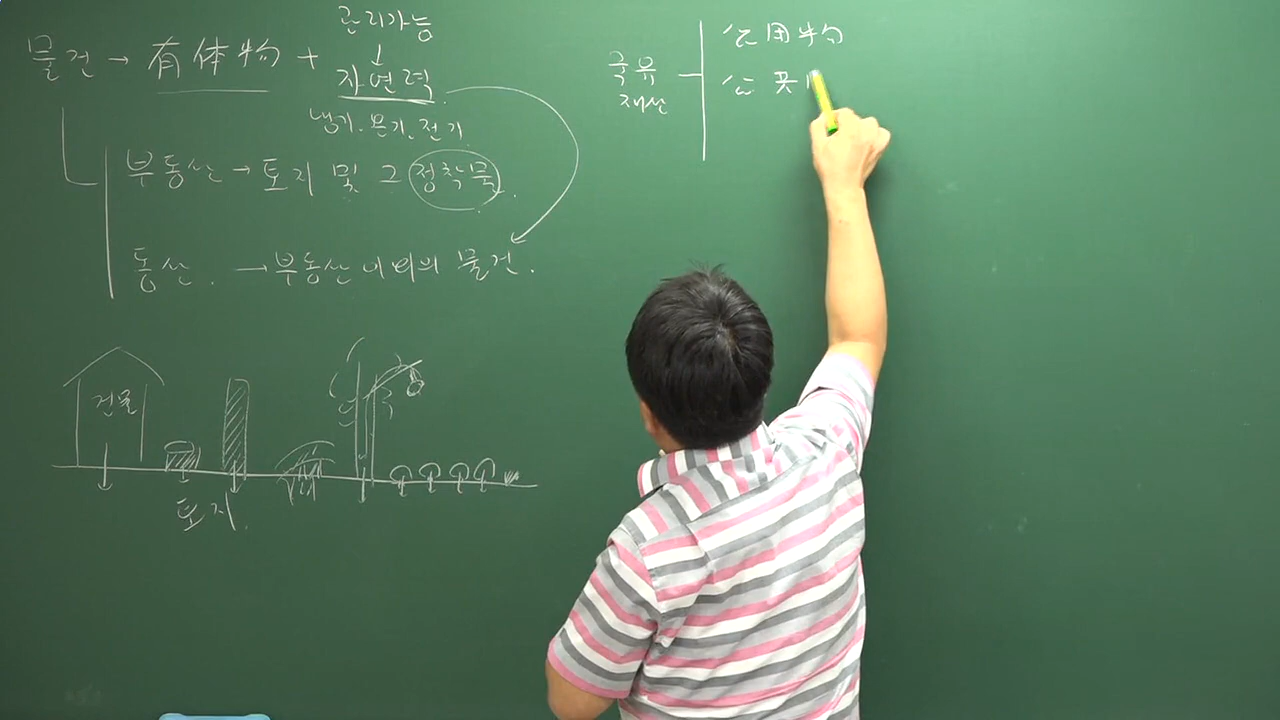 물건 → 有体物 + 관리가능
↓
자연력
냉기. 온기. 전기
부동산 → 토지 및 그 정착물.
동산. → 부동산 이외의 물건.
건물
토지.
국유
재산
公用物
公共